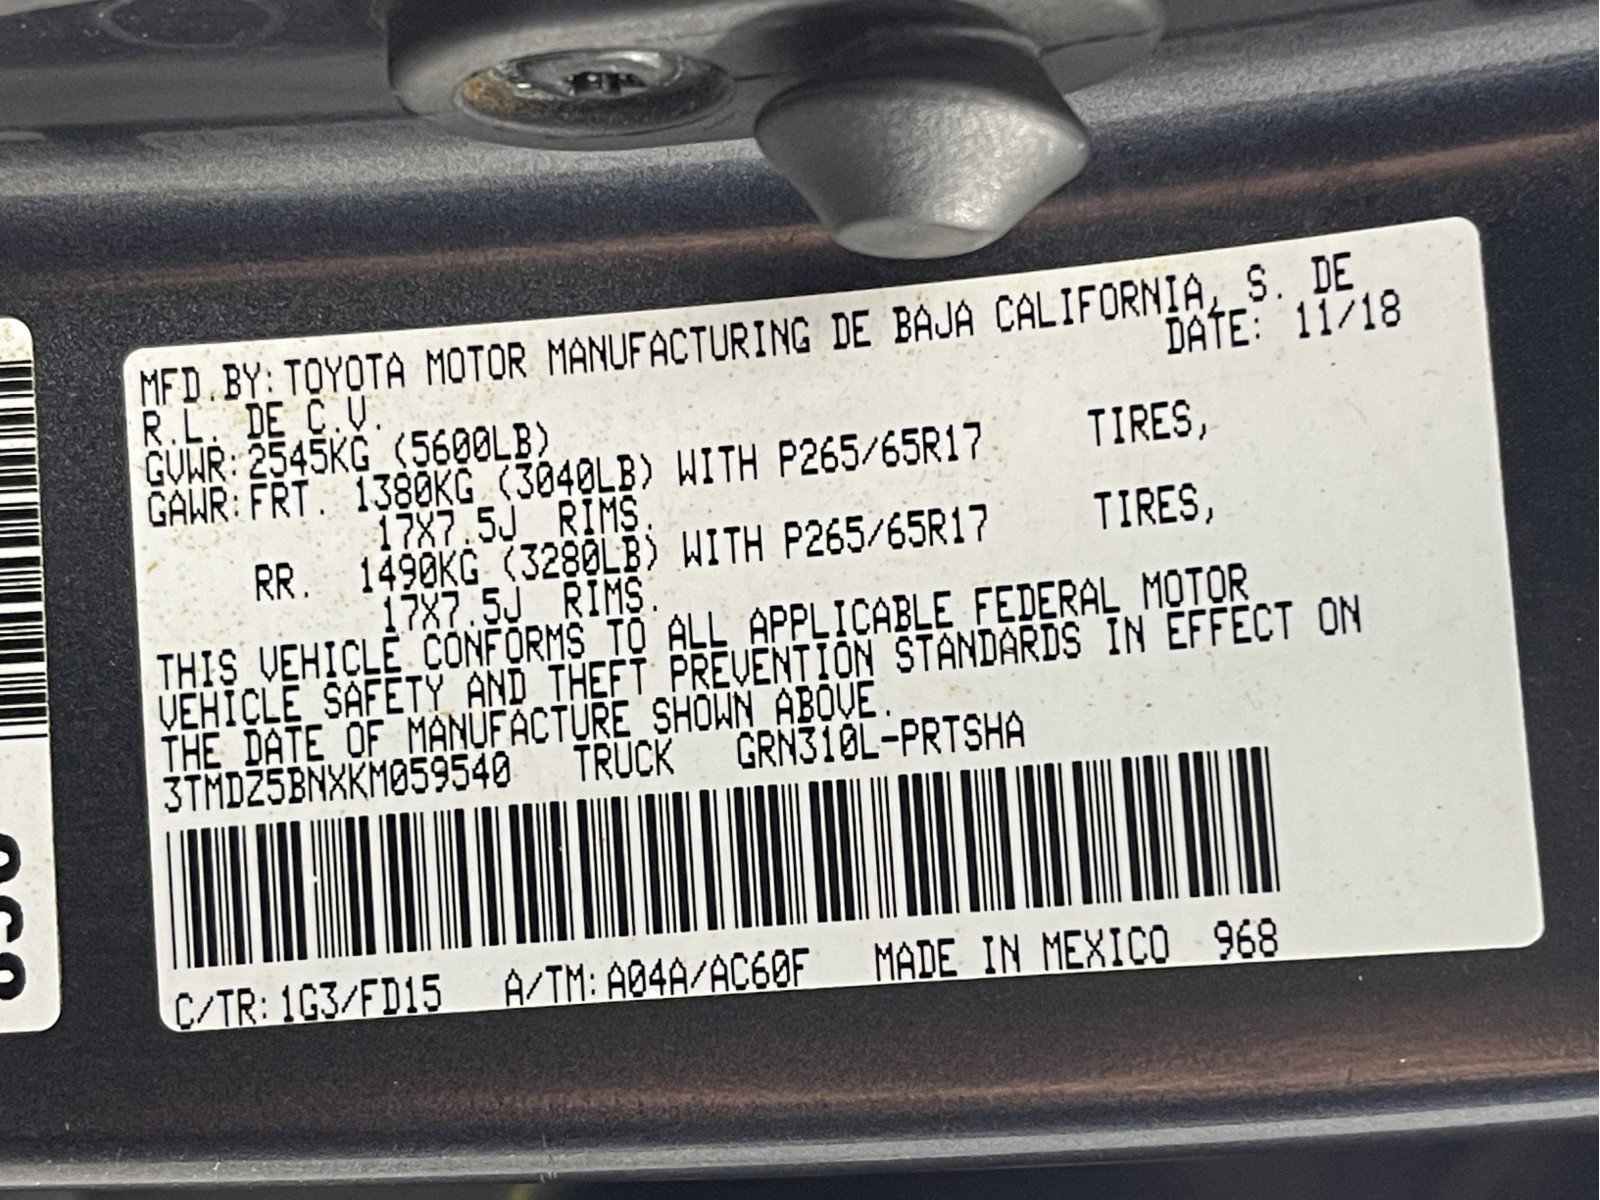 MFD.BY:TOYOTA MOTOR MANUFACTURING DE BAJA CALIFORNIA, S. DE
R.L. DE C.V. DATE: 11/18
GVWR:2545KG (5600LB)
GAWR:FRT. 1380KG (3040LB) WITH P265/65R17 TIRES,
17X7.5J RIMS.
RR. 1490KG (3280LB) WITH P265/65R17 TIRES,
17X7.5J RIMS.
THIS VEHICLE CONFORMS TO ALL APPLICABLE FEDERAL MOTOR
VEHICLE SAFETY AND THEFT PREVENTION STANDARDS IN EFFECT ON
THE DATE OF MANUFACTURE SHOWN ABOVE.
3TMDZ5BNXKM059540 TRUCK GRN310L-PRTSHA
C/TR:1G3/FD15 A/TM:A04A/AC60F MADE IN MEXICO 968